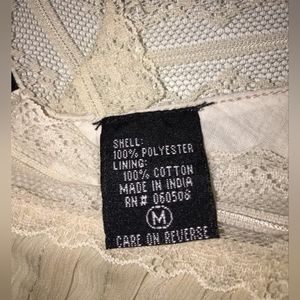 SHELL:
100% POLYESTER
LINING:
100% COTTON
MADE IN INDIA
RN# 060506
M
CARE ON REVERSE